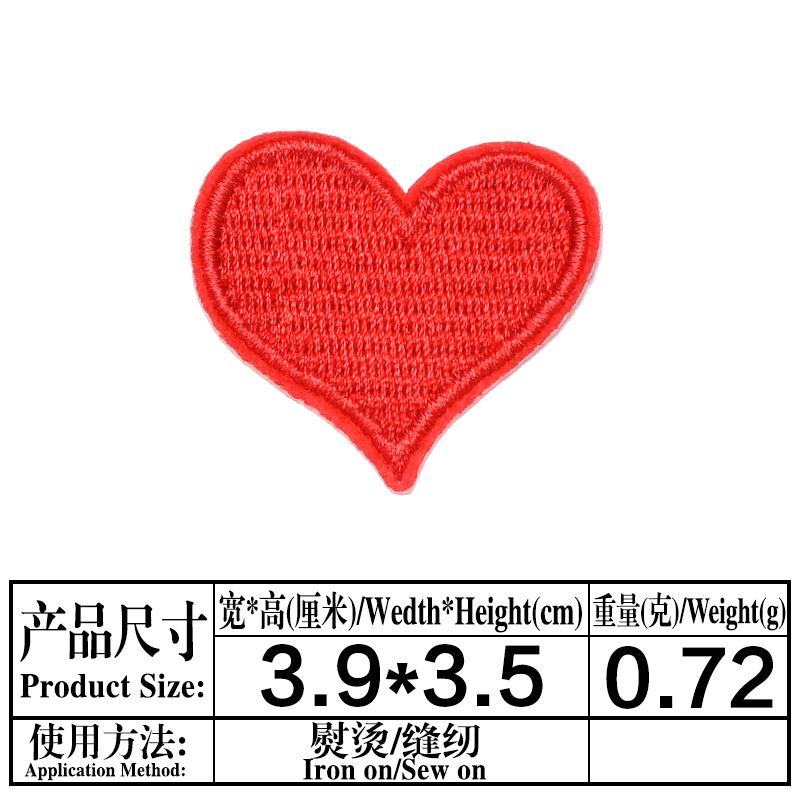 产品尺寸
Product Size:
宽*高(厘米)/Wedth*Height(cm)
重量(克)/Weight(g)
3.9*3.5
0.72
使用方法:
Application Method:
熨烫/缝纫
Iron on/Sew on